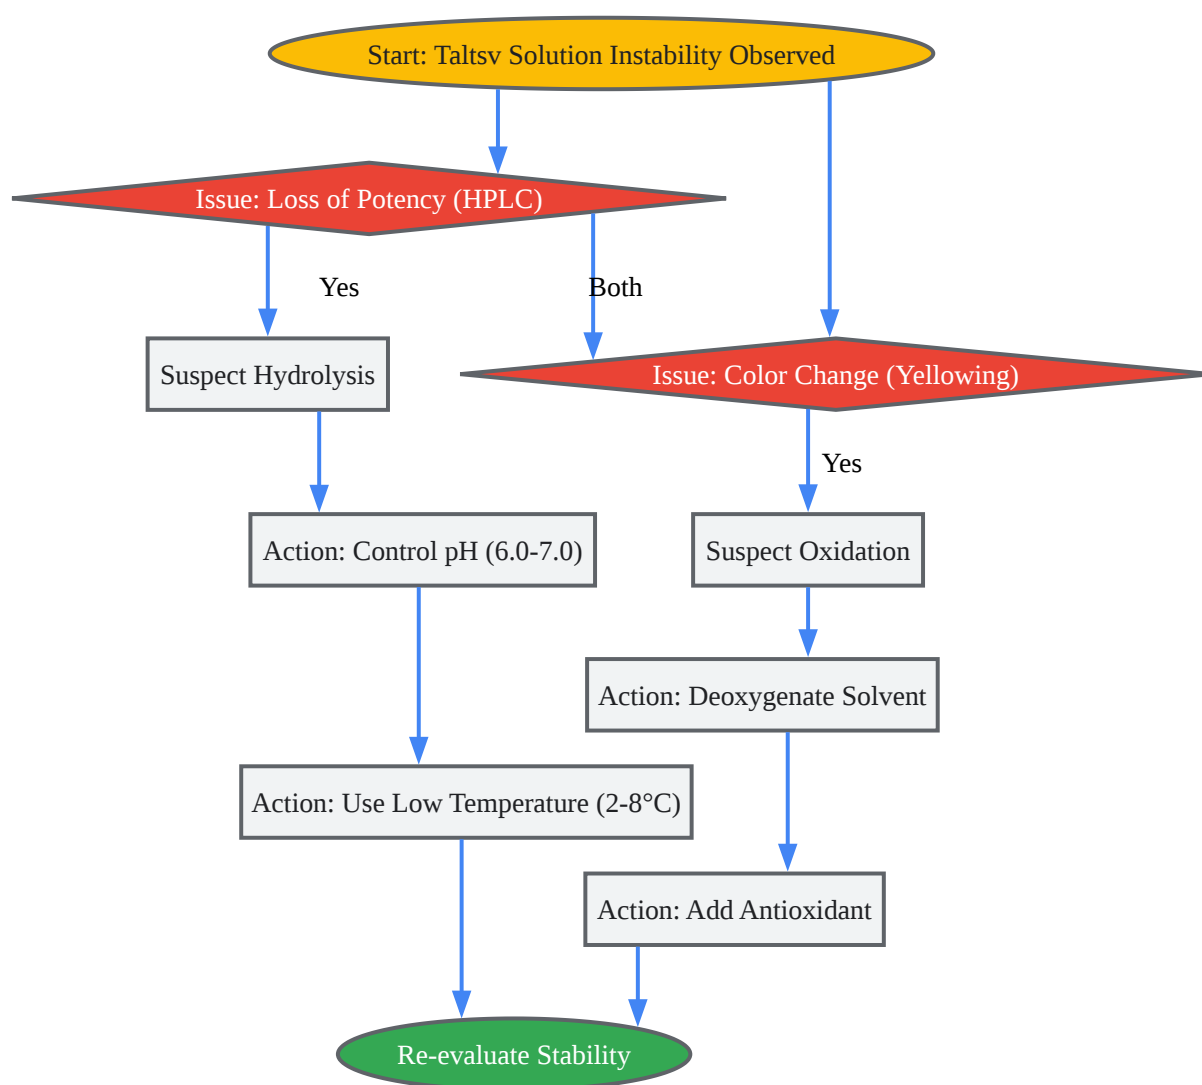 Start: Taltsv Solution Instability Observed
Issue: Loss of Potency (HPLC)
Yes
Both
Suspect Hydrolysis
Issue: Color Change (Yellowing)
Yes
Action: Control pH (6.0-7.0)
Suspect Oxidation
Action: Deoxygenate Solvent
Action: Use Low Temperature (2-8°C)
Action: Add Antioxidant
Re-evaluate Stability